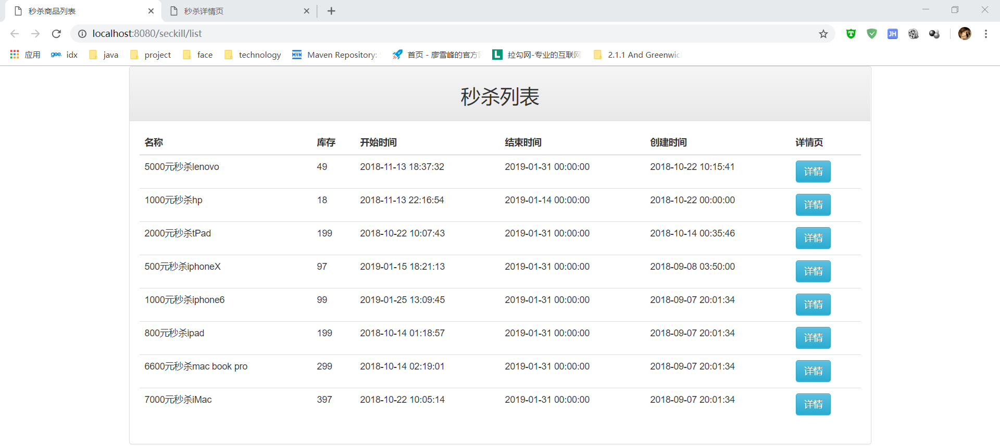 秒杀商品列表 秒杀详情页
localhost:8080/seckill/list
应用 gee. idx java project face technology MVN Maven Repository: 首页 - 廖雪峰的官方 L 拉勾网-专业的互联网 2.1.1 And Greenwic
秒杀列表
名称 库存 开始时间 结束时间 创建时间 详情页
5000元秒杀lenovo 49 2018-11-13 18:37:32 2019-01-31 00:00:00 2018-10-22 10:15:41 详情
1000元秒杀hp 18 2018-11-13 22:16:54 2019-01-14 00:00:00 2018-10-22 00:00:00 详情
2000元秒杀tPad 199 2018-10-22 10:07:43 2019-01-31 00:00:00 2018-10-14 00:35:46 详情
500元秒杀iphoneX 97 2019-01-15 18:21:13 2019-01-31 00:00:00 2018-09-08 03:50:00 详情
1000元秒杀iphone6 99 2019-01-25 13:09:45 2019-01-31 00:00:00 2018-09-07 20:01:34 详情
800元秒杀ipad 199 2018-10-14 01:18:57 2019-01-31 00:00:00 2018-09-07 20:01:34 详情
6600元秒杀mac book pro 299 2018-10-14 02:19:01 2019-01-31 00:00:00 2018-09-07 20:01:34 详情
7000元秒杀iMac 397 2018-10-22 10:05:14 2019-01-31 00:00:00 2018-09-07 20:01:34 详情